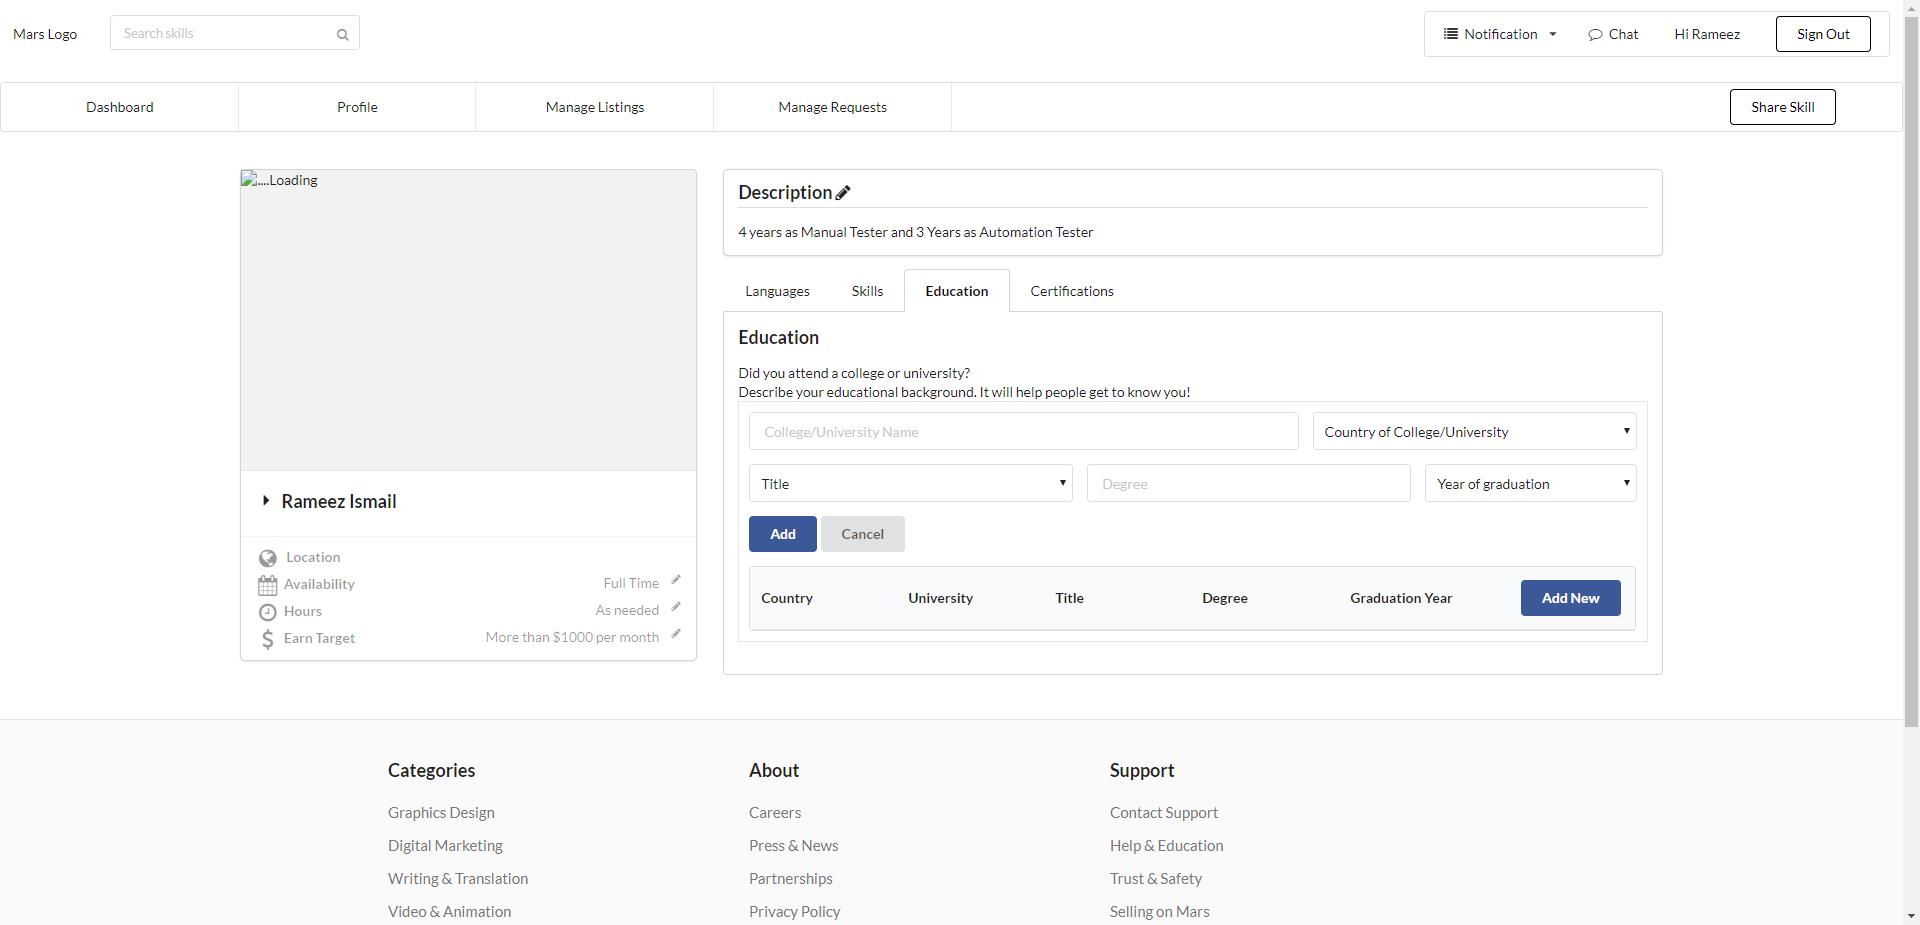 Mars Logo
Search skills
Notification
Chat
Hi Rameez
Sign Out
Dashboard
Profile
Manage Listings
Manage Requests
Share Skill
....Loading
Rameez Ismail
Location
Availability Full Time
Hours As needed
Earn Target More than $1000 per month
Description
4 years as Manual Tester and 3 Years as Automation Tester
Languages
Skills
Education
Certifications
Education
Did you attend a college or university?
Describe your educational background. It will help people get to know you!
College/University Name
Country of College/University
Title
Degree
Year of graduation
Add
Cancel
Country
University
Title
Degree
Graduation Year
Add New
Categories
Graphics Design
Digital Marketing
Writing & Translation
Video & Animation
About
Careers
Press & News
Partnerships
Privacy Policy
Support
Contact Support
Help & Education
Trust & Safety
Selling on Mars